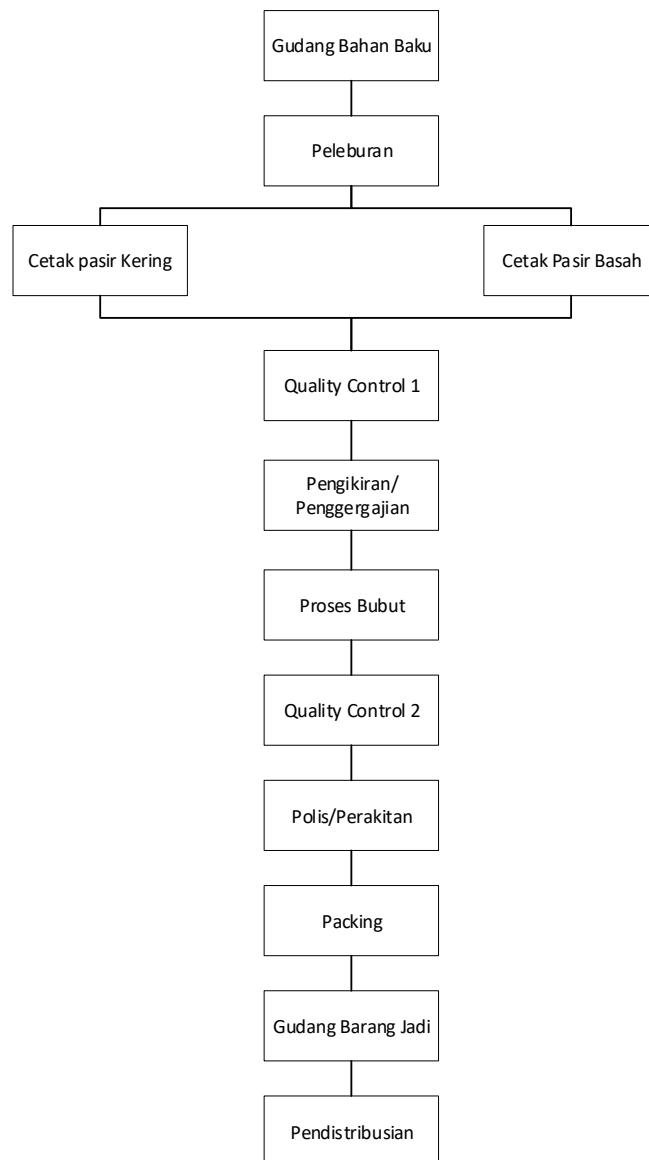 Gudang Bahan Baku
Peleburan
Cetak pasir Kering
Cetak Pasir Basah
Quality Control 1
Pengikiran/
Penggergajian
Proses Bubut
Quality Control 2
Polis/Perakitan
Packing
Gudang Barang Jadi
Pendistribusian